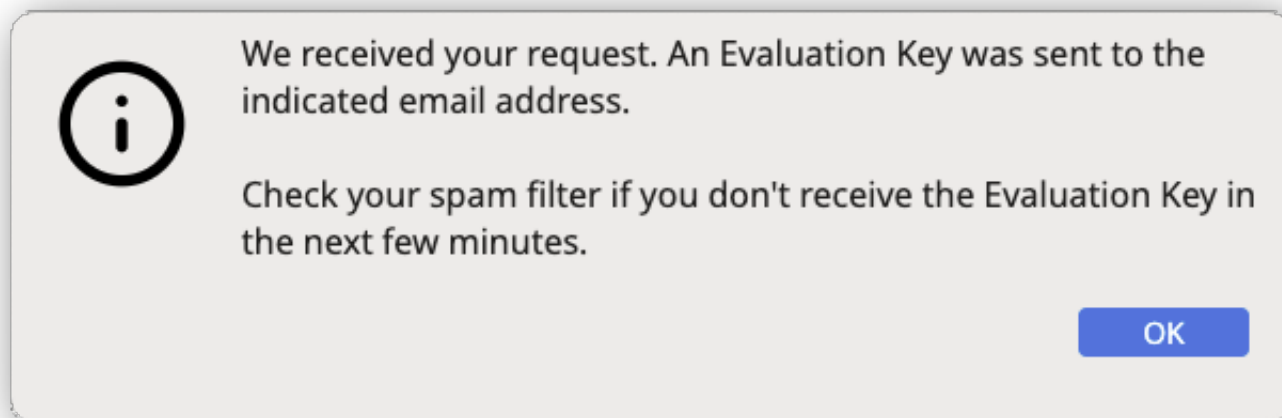 We received your request. An Evaluation Key was sent to the
indicated email address.
Check your spam filter if you don't receive the Evaluation Key in
the next few minutes.
OK